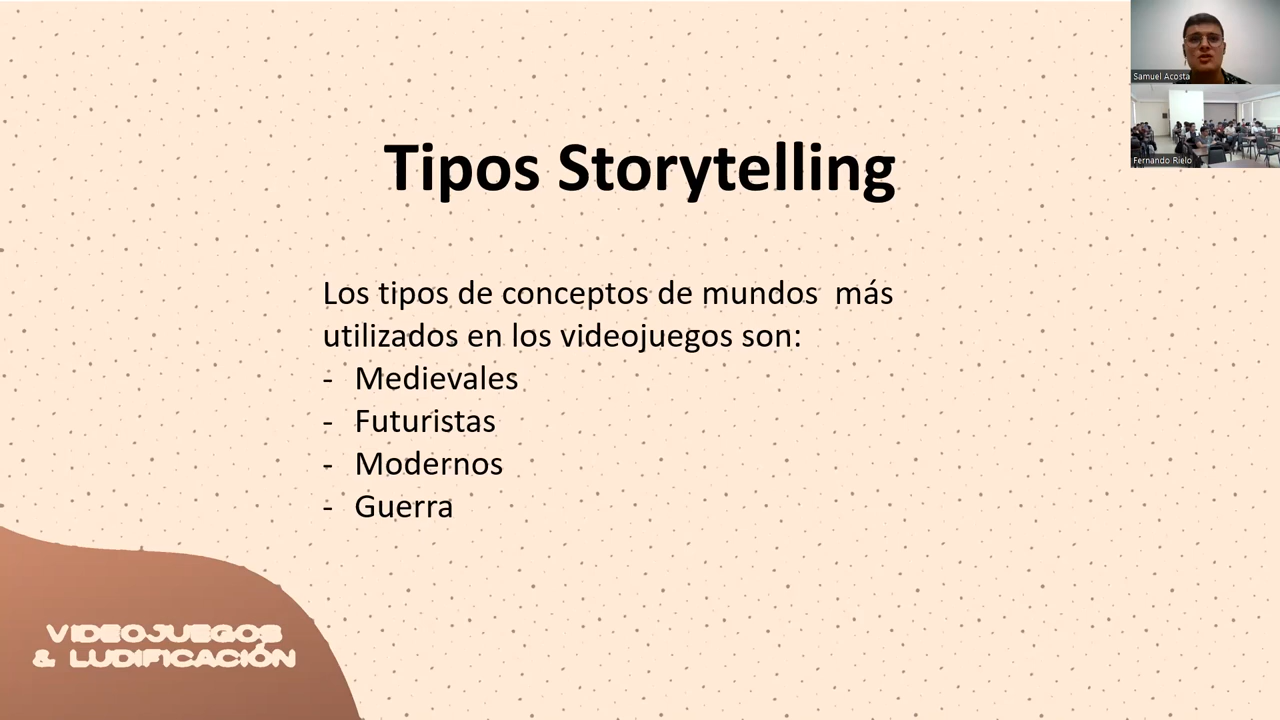 Tipos Storytelling
Los tipos de conceptos de mundos  más
utilizados en los videojuegos son:
- Medievales
- Futuristas
- Modernos
- Guerra
VIDEOJUEGOS
& LUDIFICACIÓN
Samuel Acosta
Fernando Rielo